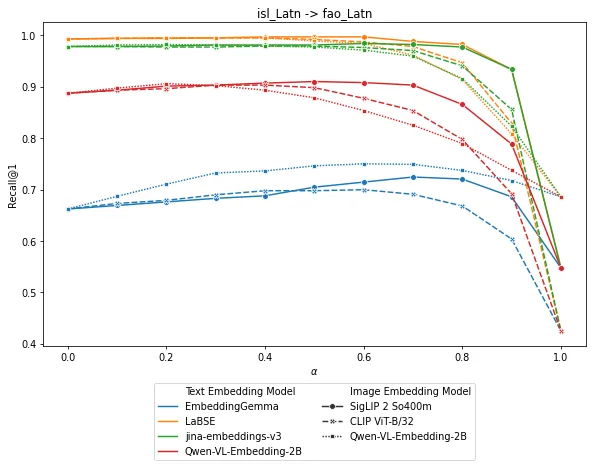 isl_Latn -> fao_Latn
1.0
0.9
0.8
0.7
0.6
0.5
0.4
Recall@1
0.0 0.2 0.4 0.6 0.8 1.0
α
Text Embedding Model Image Embedding Model
EmbeddingGemma SigLIP 2 So400m
LaBSE CLIP ViT-B/32
jina-embeddings-v3 Qwen-VL-Embedding-2B
Qwen-VL-Embedding-2B